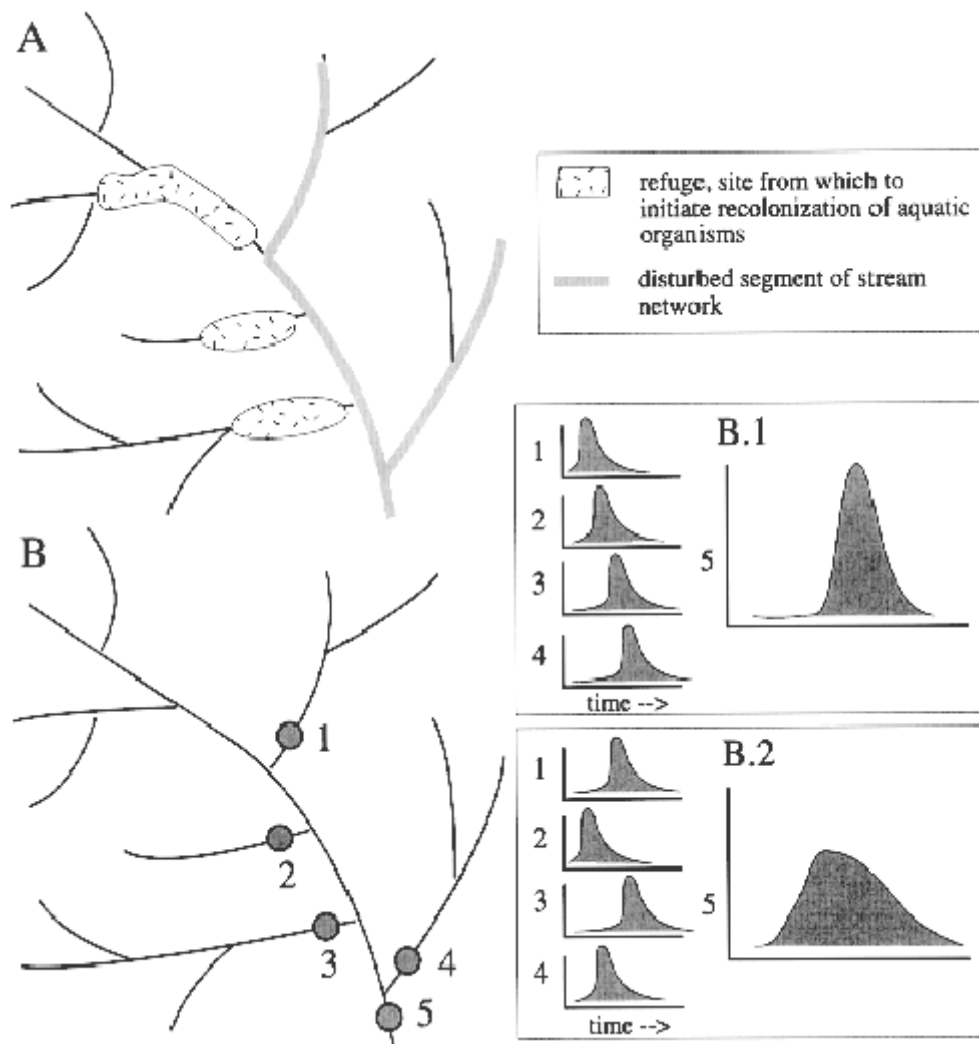 A
refuge, site from which to
initiate recolonization of aquatic
organisms
disturbed segment of stream
network
B
1
2
3
4
5
B.1
1
2
3
4
5
time -->
B.2
1
2
3
4
5
time -->